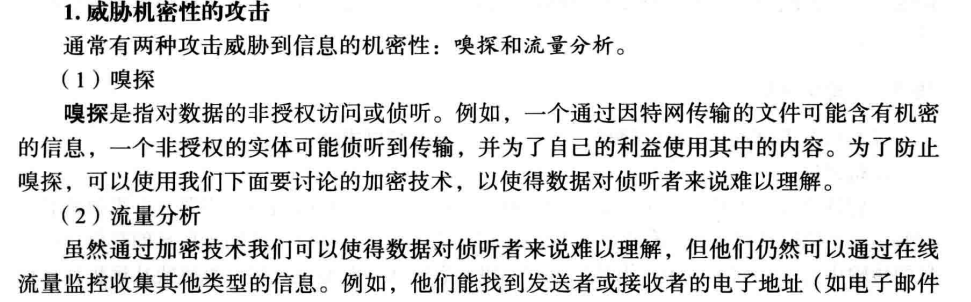 1. 威胁机密性的攻击
通常有两种攻击威胁到信息的机密性：嗅探和流量分析。
（1）嗅探
嗅探是指对数据的非授权访问或侦听。例如，一个通过因特网传输的文件可能含有机密
的信息，一个非授权的实体可能侦听到传输，并为了自己的利益使用其中的内容。为了防止
嗅探，可以使用我们下面要讨论的加密技术，以使得数据对侦听者来说难以理解。
（2）流量分析
虽然通过加密技术我们可以使得数据对侦听者来说难以理解，但他们仍然可以通过在线
流量监控收集其他类型的信息。例如，他们能找到发送者或接收者的电子地址（如电子邮件